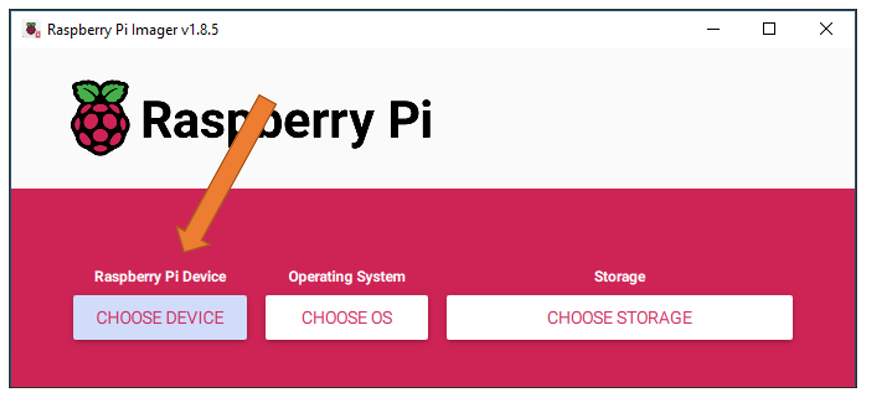 Raspberry Pi Imager v1.8.5
Raspberry Pi
Raspberry Pi Device
Operating System
Storage
CHOOSE DEVICE
CHOOSE OS
CHOOSE STORAGE